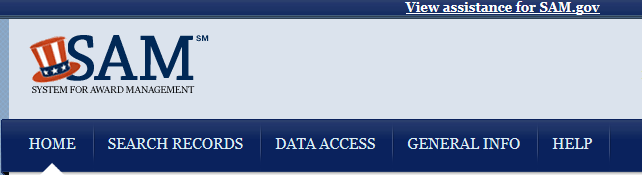 View assistance for SAM.gov
SAM SM
SYSTEM FOR AWARD MANAGEMENT
HOME SEARCH RECORDS DATA ACCESS GENERAL INFO HELP